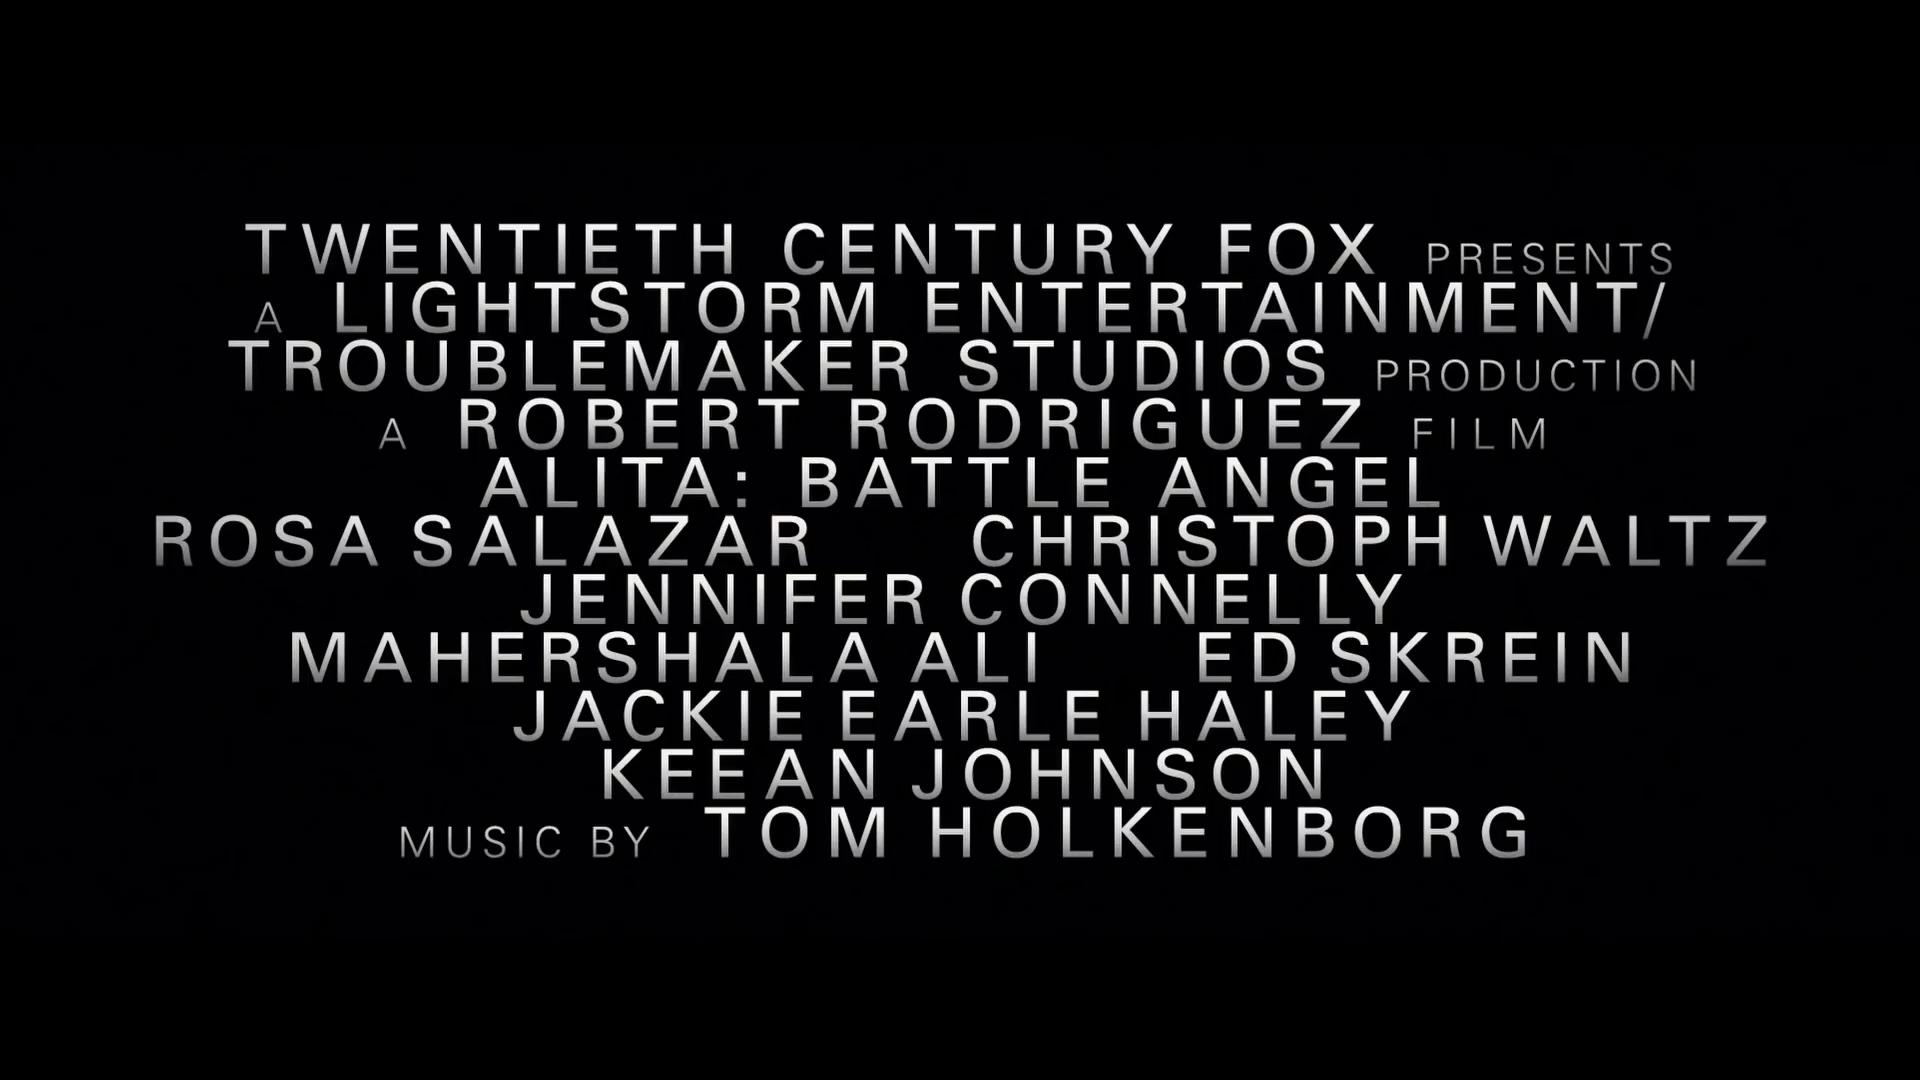 TWENTIETH CENTURY FOX PRESENTS
A LIGHTSTORM ENTERTAINMENT/
TROUBLEMAKER STUDIOS PRODUCTION
A ROBERT RODRIGUEZ FILM
ALITA: BATTLE ANGEL
ROSA SALAZAR CHRISTOPH WALTZ
JENNIFER CONNELLY
MAHERSHALA ALI ED SKREIN
JACKIE EARLE HALEY
KEEAN JOHNSON
MUSIC BY TOM HOLKENBORG